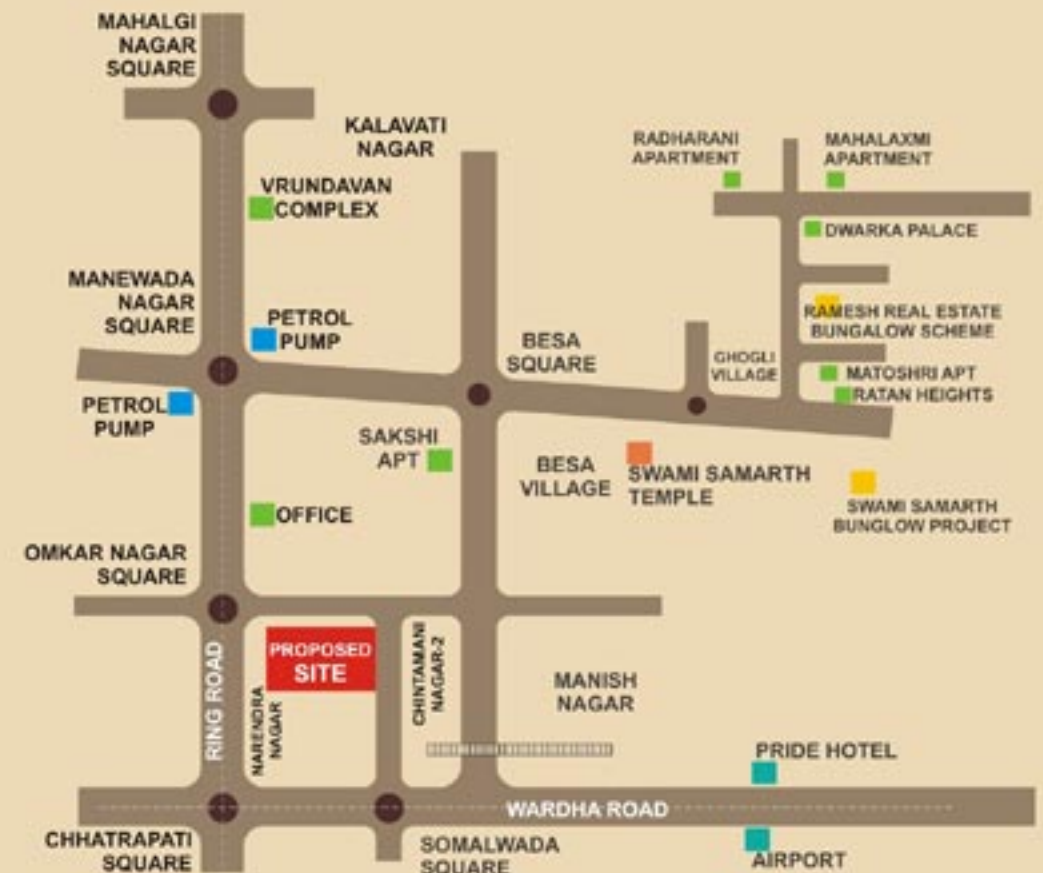 MAHALGI
NAGAR
SQUARE
KALAVATI
NAGAR
RADHARANI
APARTMENT
MAHALAXMI
APARTMENT
VRUNDAVAN
COMPLEX
DWARKA PALACE
MANEWADA
NAGAR
SQUARE
PETROL
PUMP
BESA
SQUARE
RAMESH REAL ESTATE
BUNGALOW SCHEME
GHOGLI
VILLAGE
MATOSHRI APT
RATAN HEIGHTS
PETROL
PUMP
SAKSHI
APT
BESA
VILLAGE
SWAMI SAMARTH
TEMPLE
SWAMI SAMARTH
BUNGLOW PROJECT
OFFICE
OMKAR NAGAR
SQUARE
RING ROAD
PROPOSED
SITE
NARENDRA
NAGAR
CHINTAMANI
NAGAR-2
MANISH
NAGAR
PRIDE HOTEL
WARDHA ROAD
CHHATRAPATI
SQUARE
SOMALWADA
SQUARE
AIRPORT